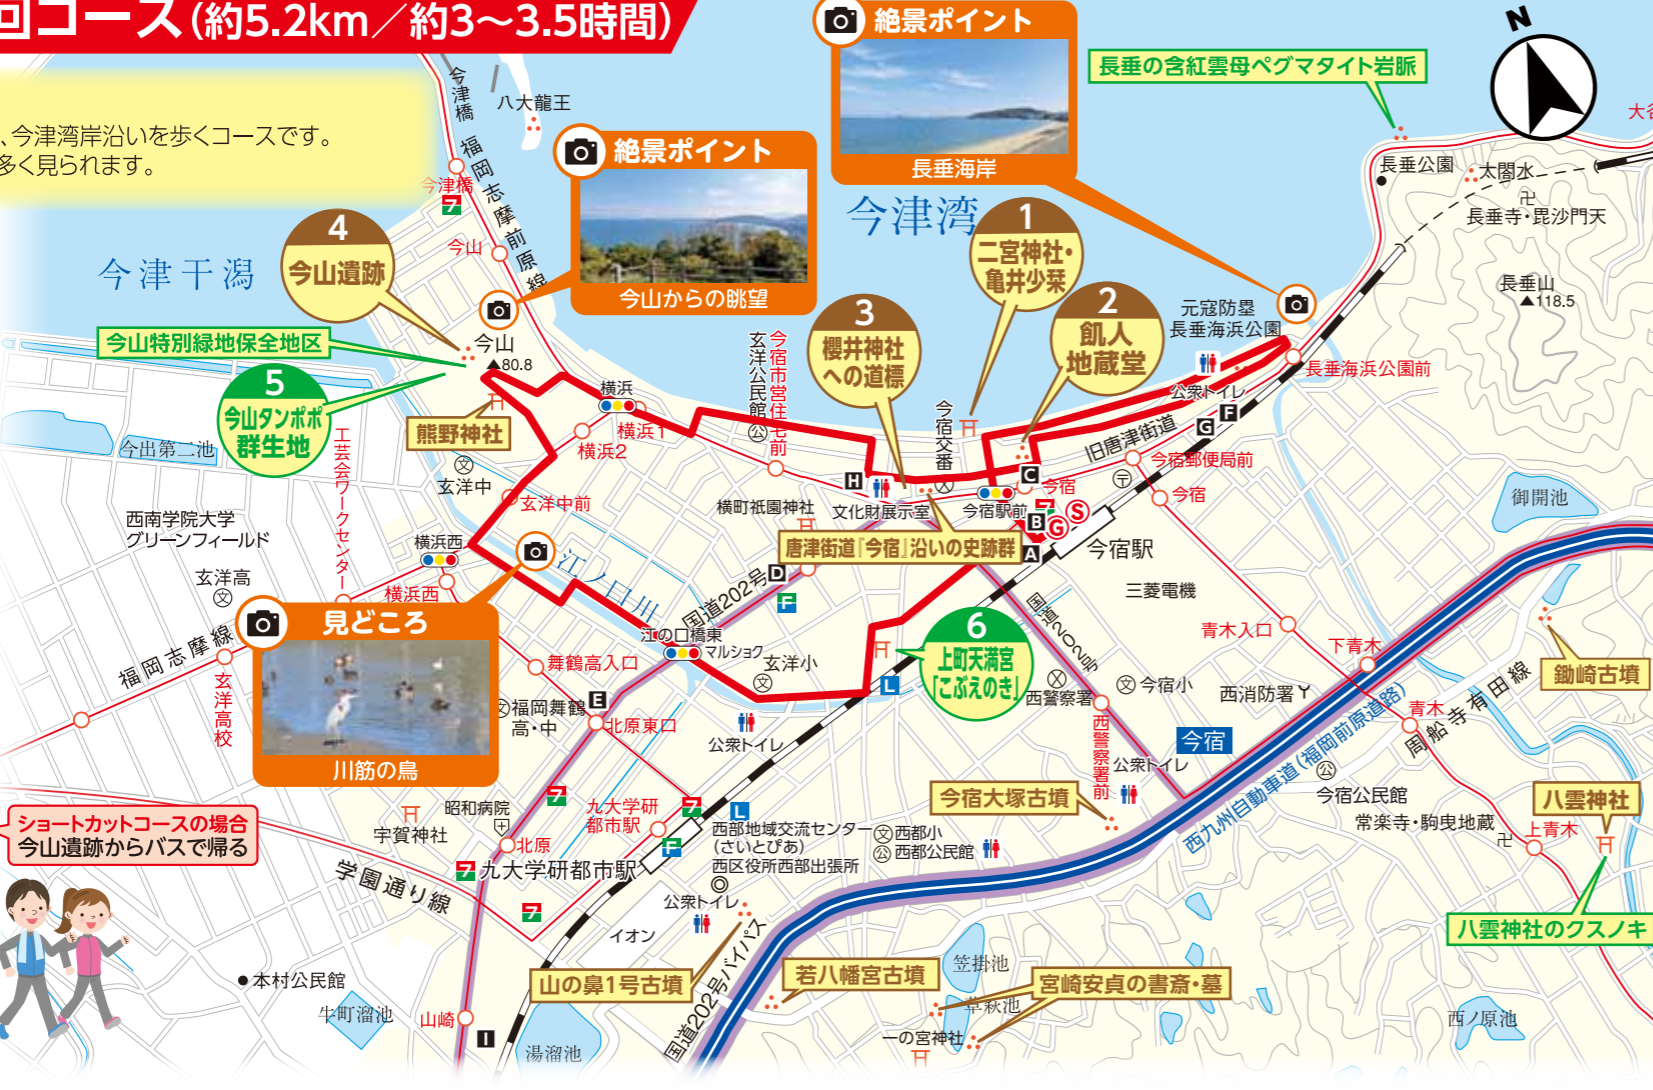 回コース(約5.2km／約3～3.5時間)
、今津湾岸沿いを歩くコースです。
多く見られます。
絶景ポイント
長垂海岸
絶景ポイント
今山からの眺望
長垂の含紅雲母ペグマタイト岩脈
N
今津橋
八大龍王
福岡志摩前原線
今津橋
今山
今津湾
今津干潟
4
今山遺跡
1
二宮神社・
亀井少栞
2
飢人
地蔵堂
3
櫻井神社
への道標
元寇防塁
長垂海浜公園
公衆トイレ
長垂海浜公園前
長垂公園
太閤水
長垂寺・毘沙門天
長垂山
▲118.5
今山特別緑地保全地区
今山
▲80.8
5
今山タンポポ
群生地
熊野神社
今出第二池
工芸会ワークセンター
横浜
横浜1
横浜2
玄洋公民館
今宿市営住宅前
今宿交番
旧唐津街道
今宿郵便局前
今宿
今宿
G
F
H
C
B
A
S
G
玄洋中
玄洋中前
横町祇園神社
文化財展示室
今宿駅前
唐津街道『今宿』沿いの史跡群
今宿駅
御開池
西南学院大学
グリーンフィールド
玄洋高
横浜西
横浜西
江ノ口川
国道202号
D
江の口橋東
マルショク
玄洋小
三菱電機
国道202号
青木入口
下青木
6
上町天満宮
「こぶえのき」
見どころ
川筋の鳥
福岡志摩線
玄洋高校
舞鶴高入口
福岡舞鶴
高・中
E
北原東口
公衆トイレ
西警察署
今宿小
西消防署
西警察署前
今宿
公衆トイレ
鋤崎古墳
青木
周船寺有田線
西九州自動車道(福岡前原道路)
今宿公民館
常楽寺・駒曳地蔵
上青木
八雲神社
八雲神社のクスノキ
今宿大塚古墳
ショートカットコースの場合
今山遺跡からバスで帰る
宇賀神社
昭和病院
北原
九大学研
都市駅
九大学研都市駅
学園通り線
西部地域交流センター
(さいとぴあ)
西区役所西部出張所
西都小
西都公民館
公衆トイレ
イオン
本村公民館
牛町溜池
山崎
I
湯溜池
山の鼻1号古墳
国道202号バイパス
若八幡宮古墳
笠掛池
草萩池
宮崎安貞の書斎・墓
一の宮神社
西ノ原池